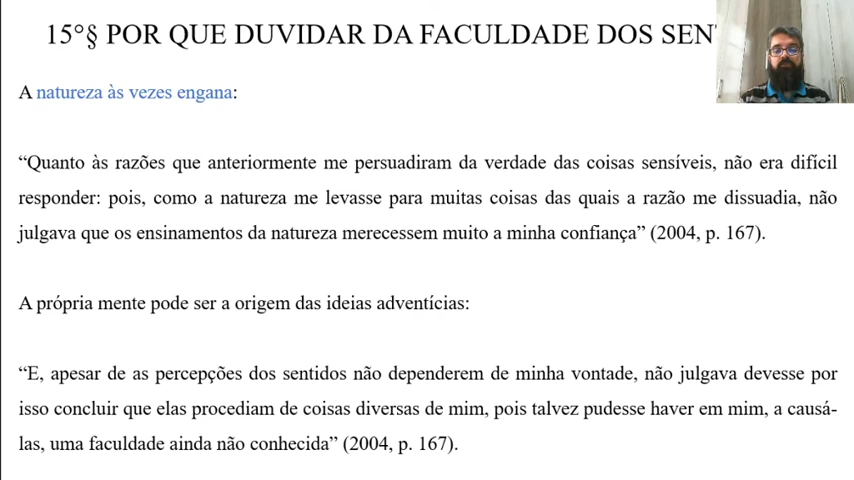 15°§ POR QUE DUVIDAR DA FACULDADE DOS
A natureza às vezes engana:
“Quanto às razões que anteriormente me persuadiram da verdade das coisas sensíveis, não era difícil
responder: pois, como a natureza me levasse para muitas coisas das quais a razão me dissuadia, não
julgava que os ensinamentos da natureza merecessem muito a minha confiança” (2004, p. 167).
A própria mente pode ser a origem das ideias adventícias:
“E, apesar de as percepções dos sentidos não dependerem de minha vontade, não julgava devesse por
isso concluir que elas procediam de coisas diversas de mim, pois talvez pudesse haver em mim, a causá-
las, uma faculdade ainda não conhecida” (2004, p. 167).